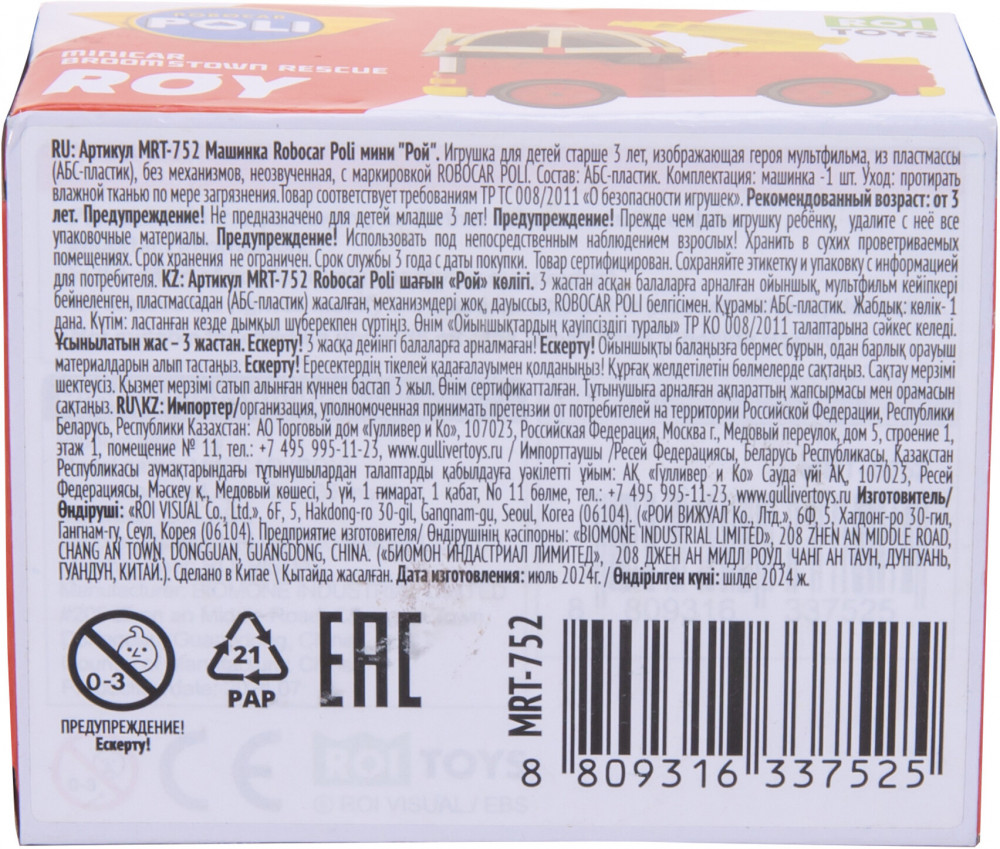 ROBOCAR
POLI
ROI
TOYS
MINICAR
BROOMSTOWN RESCUE
ROY
RU: Артикул MRT-752 Машинка Robocar Poli мини "Рой". Игрушка для детей старше 3 лет, изображающая героя мультфильма, из пластмассы
(АБС-пластик), без механизмов, неозвученная, с маркировкой ROBOCAR POLI. Состав: АБС-пластик. Комплектация: машинка -1 шт. Уход: протирать
влажной тканью по мере загрязнения.Товар соответствует требованиям ТР ТС 008/2011 «О безопасности игрушек». Рекомендованный возраст: от 3
лет. Предупреждение! Не предназначено для детей младше 3 лет! Предупреждение! Прежде чем дать игрушку ребёнку, удалите с неё все
упаковочные материалы. Предупреждение! Использовать под непосредственным наблюдением взрослых! Хранить в сухих проветриваемых
помещениях. Срок хранения не ограничен. Срок службы 3 года с даты покупки. Товар сертифицирован. Сохраняйте этикетку и упаковку с информацией
для потребителя. KZ: Артикул MRT-752 Robocar Poli шағын «Рой» көлігі. 3 жастан асқан балаларға арналған ойыншық, мультфильм кейіпкері
бейнеленген, пластмассадан (АБС-пластик) жасалған, механизмдері жоқ, дауыссыз, ROBOCAR POLI белгісімен. Құрамы: АБС-пластик. Жабдық: көлік- 1
дана. Күтім: ластанған кезде дымқыл шүберекпен сүртіңіз. Өнім «Ойыншықтардың қауіпсіздігі туралы» ТР КО 008/2011 талаптарына сәйкес келеді.
Ұсынылатын жас – 3 жастан. Ескерту! 3 жасқа дейінгі балаларға арналмаған! Ескерту! Ойыншықты балаңызға бермес бұрын, одан барлық орауыш
материалдарын алып тастаңыз. Ескерту! Ересектердің тікелей қадағалауымен қолданыңыз! Құрғақ желдетілетін бөлмелерде сақтаңыз. Сақтау мерзімі
шектеусіз. Қызмет мерзімі сатып алынған күннен бастап 3 жыл. Өнім сертификатталған. Тұтынушыға арналған ақпараттың жапсырмасы мен орамасын
сақтаңыз. RU\KZ: Импортер/организация, уполномоченная принимать претензии от потребителей на территории Российской Федерации, Республики
Беларусь, Республики Казахстан: АО Торговый дом «Гулливер и Ко», 107023, Российская Федерация, Москва г., Медовый переулок, дом 5, строение 1,
этаж 1, помещение № 11, тел.: +7 495 995-11-23, www.gullivertoys.ru / Импорттаушы /Ресей Федерациясы, Беларусь Республикасы, Қазақстан
Республикасы аумақтарындағы тұтынушылардан талаптарды қабылдауға уәкілетті ұйым: АҚ «Гулливер и Ко» Сауда үйі АҚ, 107023, Ресей
Федерациясы, Мәскеу қ., Медовый көшесі, 5 үй, 1 ғимарат, 1 қабат, No 11 бөлме, тел.: +7 495 995-11-23, www.gullivertoys.ru Изготовитель/
Өндіруші: «ROI VISUAL Co., Ltd.», 6F, 5, Hakdong-ro 30-gil, Gangnam-gu, Seoul, Korea (06104). («РОИ ВИЖУАЛ Ко., Лтд.», 6Ф, 5, Хагдонг-ро 30-гил,
Гангнам-гу, Сеул, Корея (06104). Предприятие изготовителя/ Өндірушінің кәсіпорны: «BIOMONE INDUSTRIAL LIMITED», 208 ZHEN AN MIDDLE ROAD,
CHANG AN TOWN, DONGGUAN, GUANGDONG, CHINA. («БИОМОН ИНДАСТРИАЛ ЛИМИТЕД», 208 ДЖЕН АН МИДЛ РОУД, ЧАНГ АН ТАУН, ДУНГУАНЬ,
ГУАНДУН, КИТАЙ.). Сделано в Китае \ Қытайда жасалған. Дата изготовления: июль 2024г. / Өндірілген күні: шілде 2024 ж.
0-3
ПРЕДУПРЕЖДЕНИЕ!
Ескерту!
21
PAP
EAC
MRT-752
8 809316 337525
ROI TOYS
© ROI VISUAL / EBS